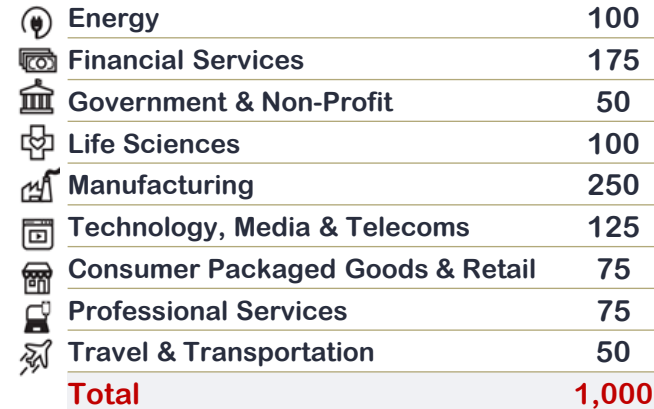 Energy 100
Financial Services 175
Government & Non-Profit 50
Life Sciences 100
Manufacturing 250
Technology, Media & Telecoms 125
Consumer Packaged Goods & Retail 75
Professional Services 75
Travel & Transportation 50
Total 1,000